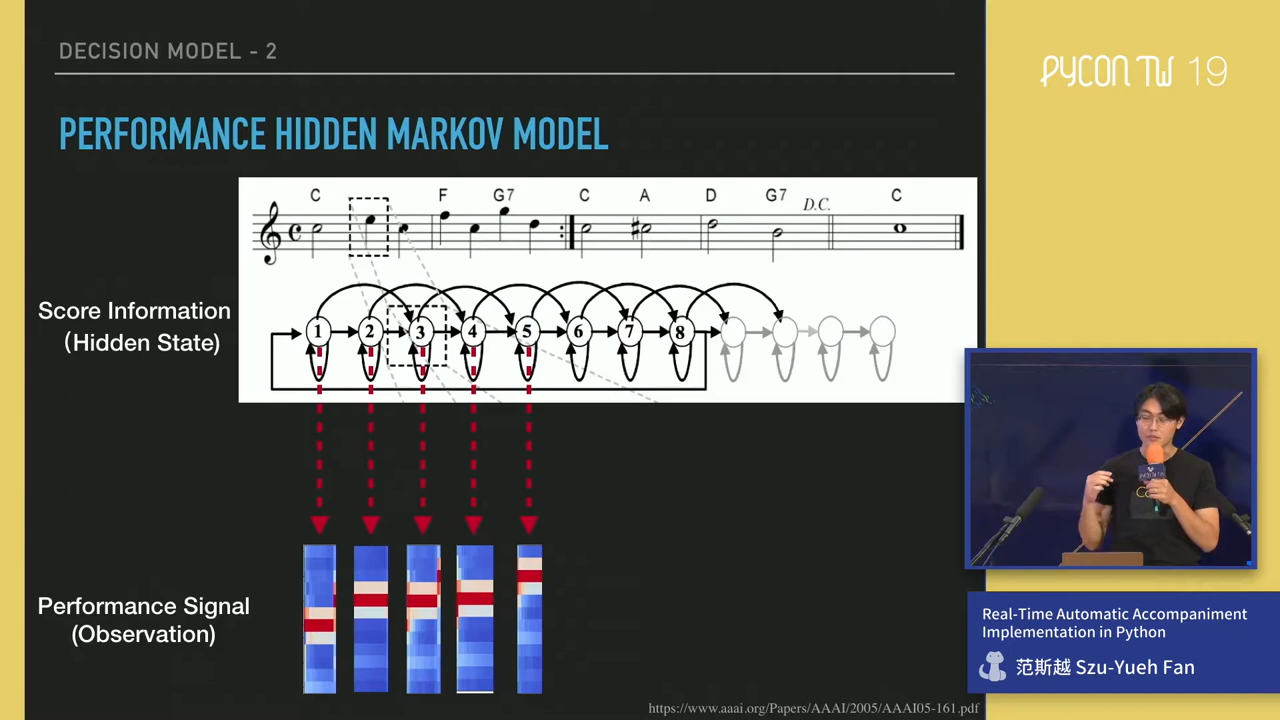 DECISION MODEL - 2
PYCON TW 19
PERFORMANCE HIDDEN MARKOV MODEL
C F G7 C A D G7 D.C. C
Score Information
(Hidden State)
1 2 3 4 5 6 7 8
Performance Signal
(Observation)
Real-Time Automatic Accompaniment
Implementation in Python
范斯越 Szu-Yueh Fan
https://www.aaai.org/Papers/AAAI/2005/AAAI05-161.pdf